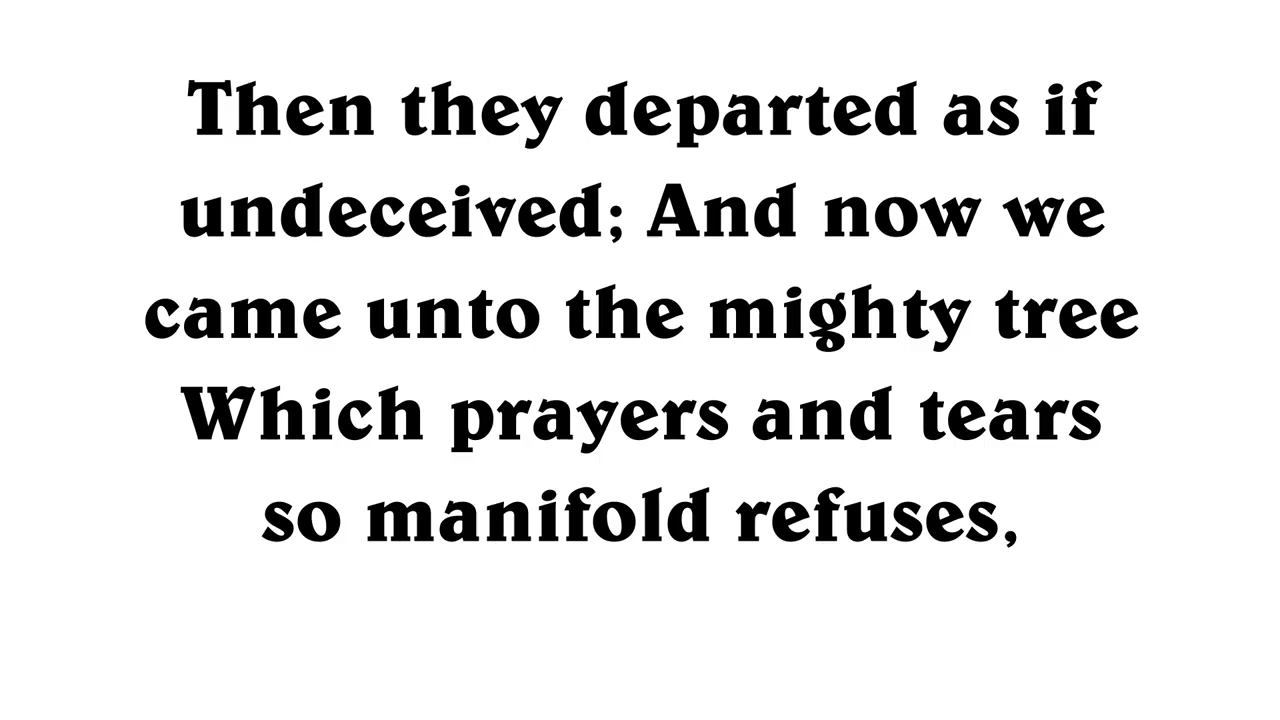 Then they departed as if
undeceived; And now we
came unto the mighty tree
Which prayers and tears
so manifold refuses,